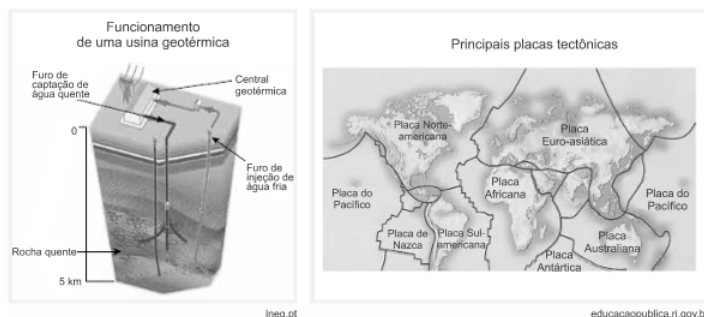 Funcionamento
de uma usina geotérmica
Furo de
captação de
água quente
Central
geotérmica
0
Furo de
injeção de
água fria
Rocha quente
5 km
lneg.pt
Principais placas tectônicas
Placa Norte-
americana
Placa
Euro-asiática
Placa do
Pacífico
Placa
Africana
Placa do
Pacífico
Placa de
Nazca
Placa Sul-
americana
Placa
Australiana
Placa
Antártica
educacaopublica.rj.gov.b